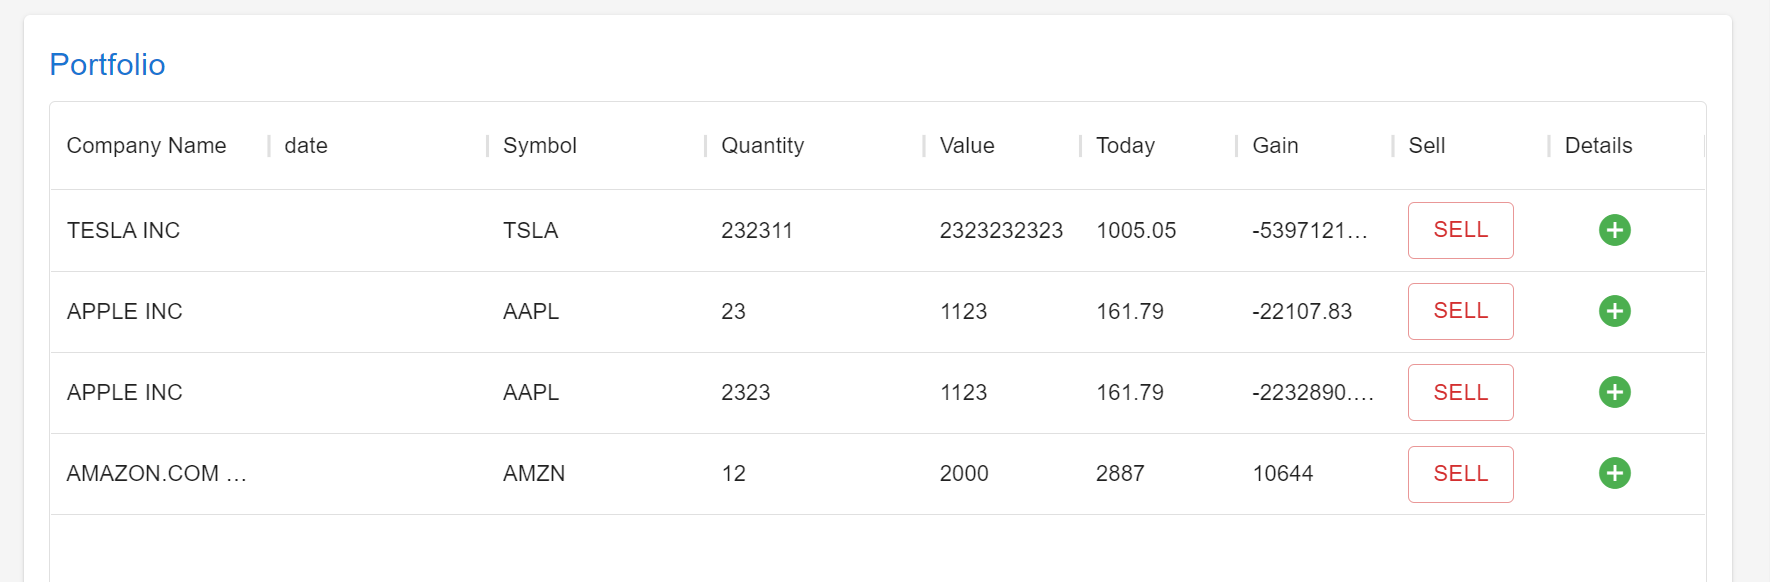 Portfolio
Company Name date Symbol Quantity Value Today Gain Sell Details
TESLA INC TSLA 232311 2323232323 1005.05 -5397121... SELL
APPLE INC AAPL 23 1123 161.79 -22107.83 SELL
APPLE INC AAPL 2323 1123 161.79 -2232890.... SELL
AMAZON.COM ... AMZN 12 2000 2887 10644 SELL